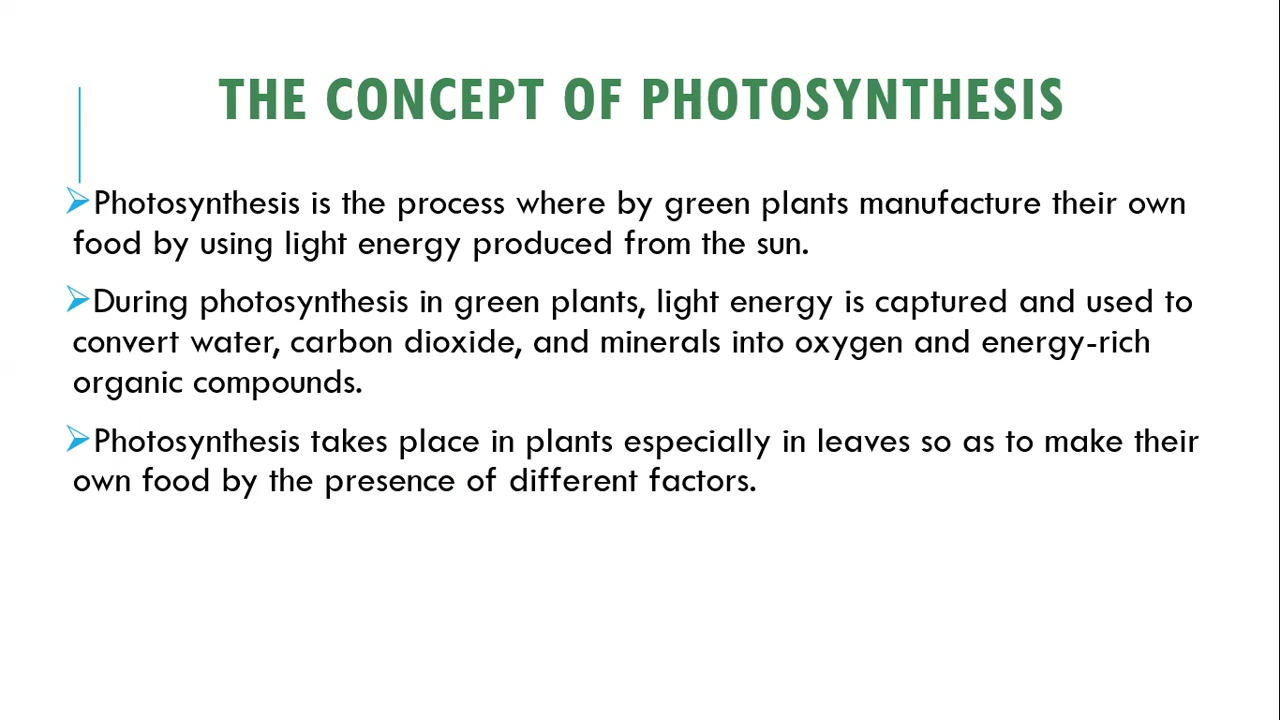 THE CONCEPT OF PHOTOSYNTHESIS
➢Photosynthesis is the process where by green plants manufacture their own
food by using light energy produced from the sun.
➢During photosynthesis in green plants, light energy is captured and used to
convert water, carbon dioxide, and minerals into oxygen and energy-rich
organic compounds.
➢Photosynthesis takes place in plants especially in leaves so as to make their
own food by the presence of different factors.